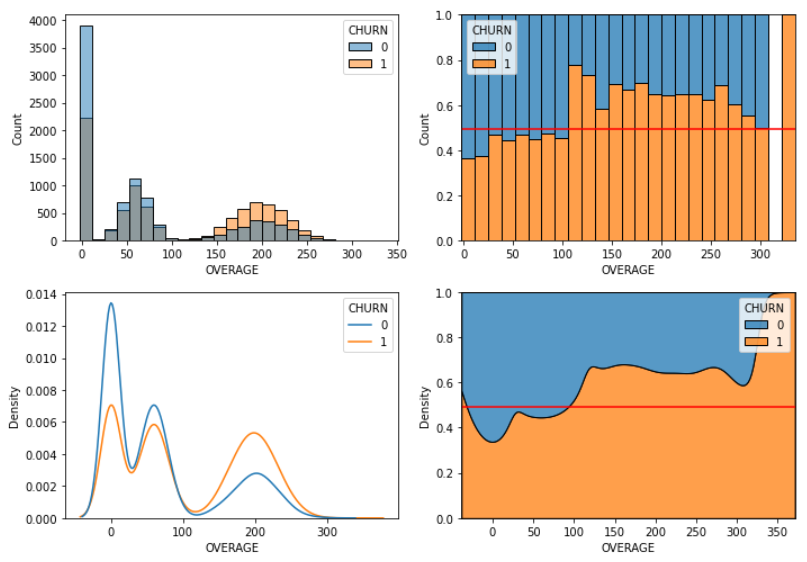 CHURN
0
1
4000
3500
3000
2500
2000
1500
1000
500
0
Count
0 50 100 150 200 250 300 350
OVERAGE
CHURN
0
1
1.0
0.8
0.6
0.4
0.2
0.0
Count
0 50 100 150 200 250 300
OVERAGE
CHURN
0
1
0.014
0.012
0.010
0.008
0.006
0.004
0.002
0.000
Density
0 100 200 300
OVERAGE
CHURN
0
1
1.0
0.8
0.6
0.4
0.2
0.0
Density
0 50 100 150 200 250 300 350
OVERAGE